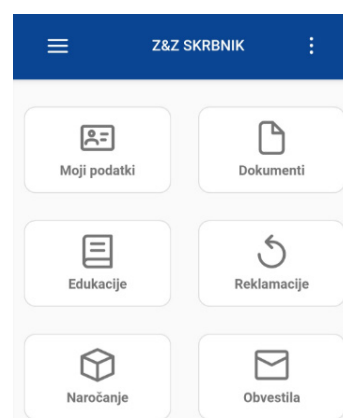 Z&Z SKRBNIK
Moji podatki
Dokumenti
Edukacije
Reklamacije
Naročanje
Obvestila